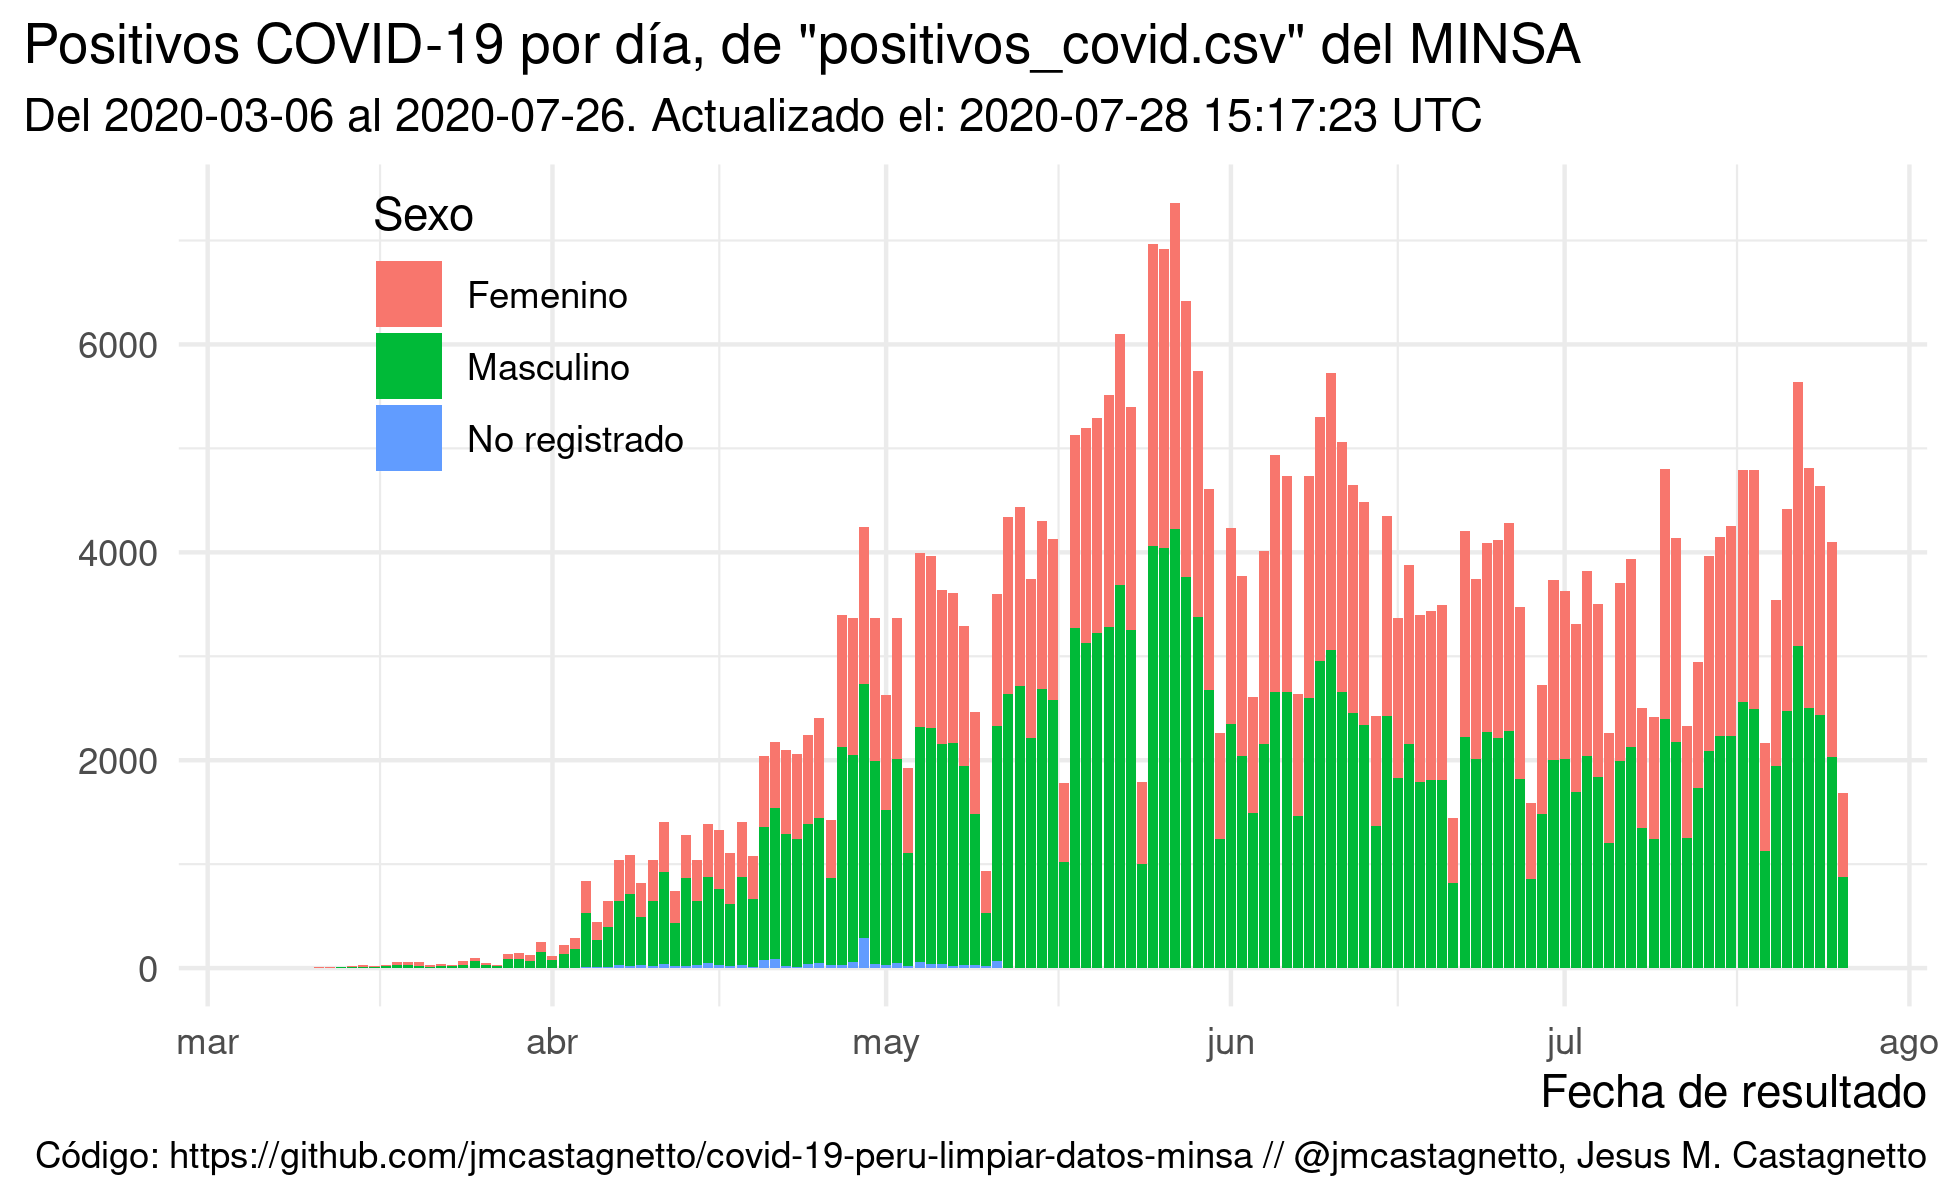 Positivos COVID-19 por día, de "positivos_covid.csv" del MINSA
Del 2020-03-06 al 2020-07-26. Actualizado el: 2020-07-28 15:17:23 UTC
Sexo
Femenino
Masculino
No registrado
6000
4000
2000
0
mar abr may jun jul ago
Fecha de resultado
Código: https://github.com/jmcastagnetto/covid-19-peru-limpiar-datos-minsa // @jmcastagnetto, Jesus M. Castagnetto